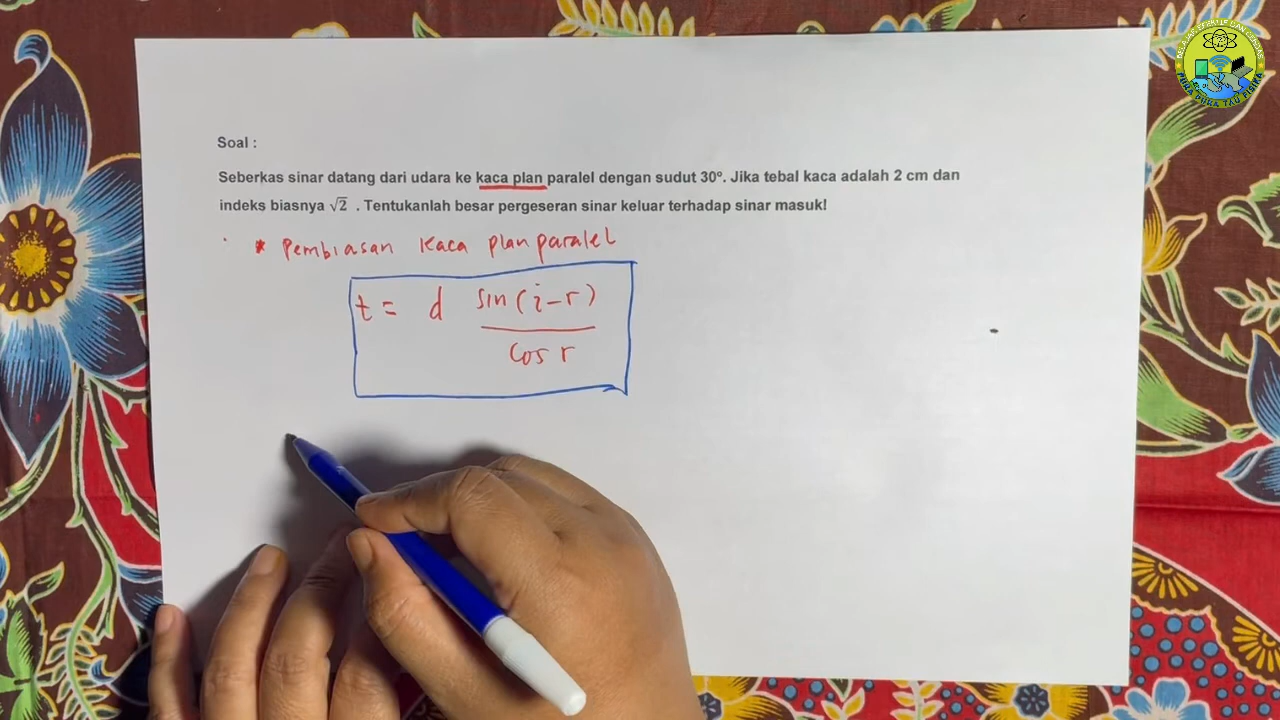 Soal :
Seberkas sinar datang dari udara ke kaca plan paralel dengan sudut 30°. Jika tebal kaca adalah 2 cm dan
indeks biasnya √2 . Tentukanlah besar pergeseran sinar keluar terhadap sinar masuk!
* Pembiasan kaca plan paralel
t = d sin (i - r)
cos r